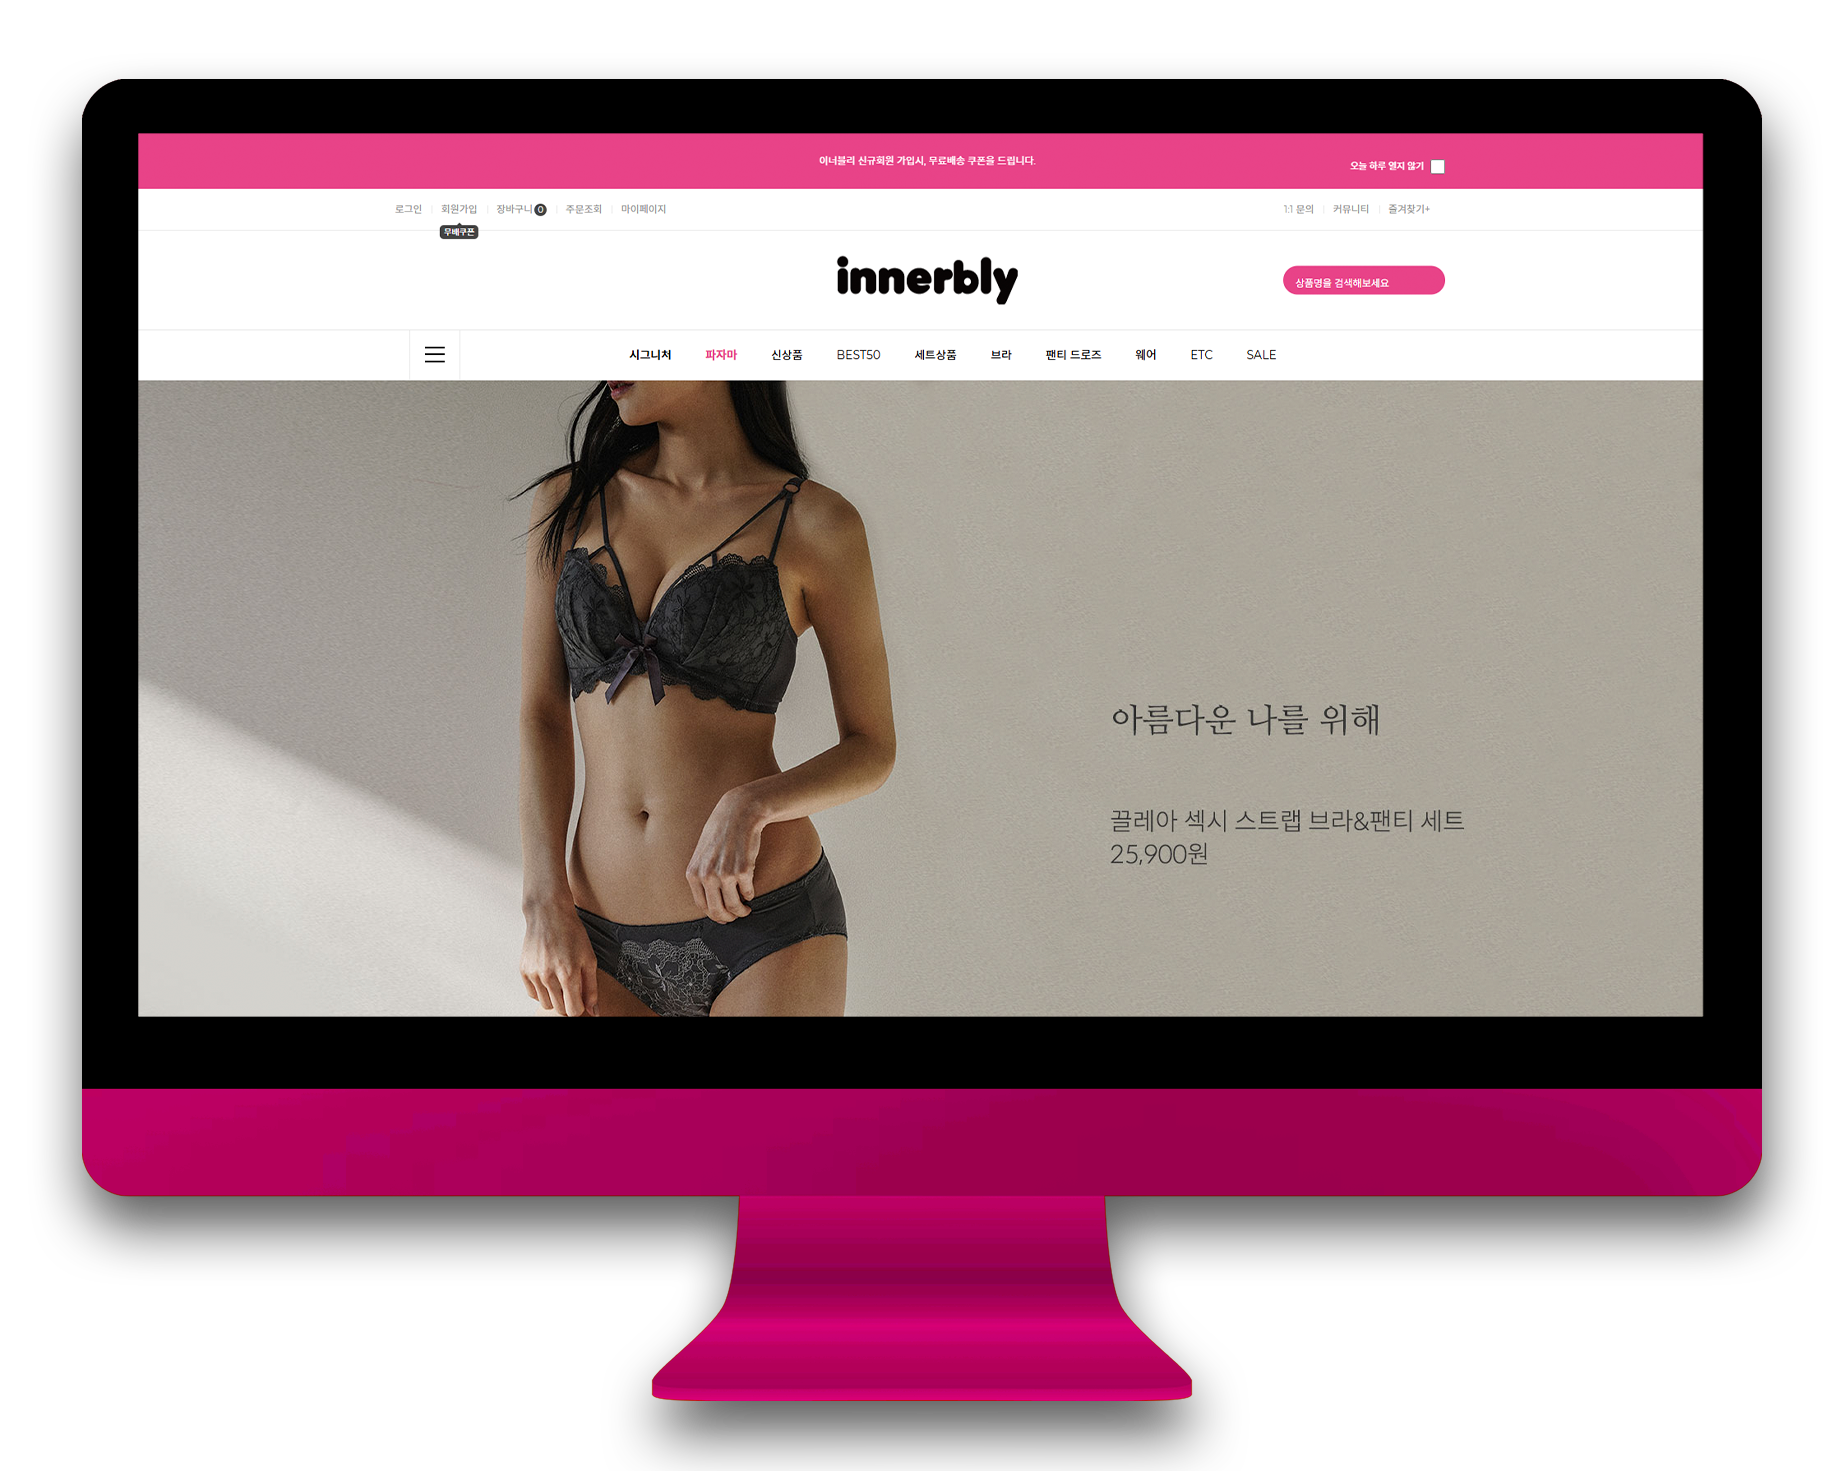 이너블리 신규회원 가입시, 무료배송 쿠폰을 드립니다.
오늘 하루 열지 않기
로그인 회원가입 장바구니 0 주문조회 마이페이지
1:1 문의 커뮤니티 즐겨찾기+
무배쿠폰
innerbly
상품명을 검색해보세요
시그니처 파자마 신상품 BEST50 세트상품 브라 팬티 드로즈 웨어 ETC SALE
아름다운 나를 위해
끌레아 섹시 스트랩 브라&팬티 세트
25,900원